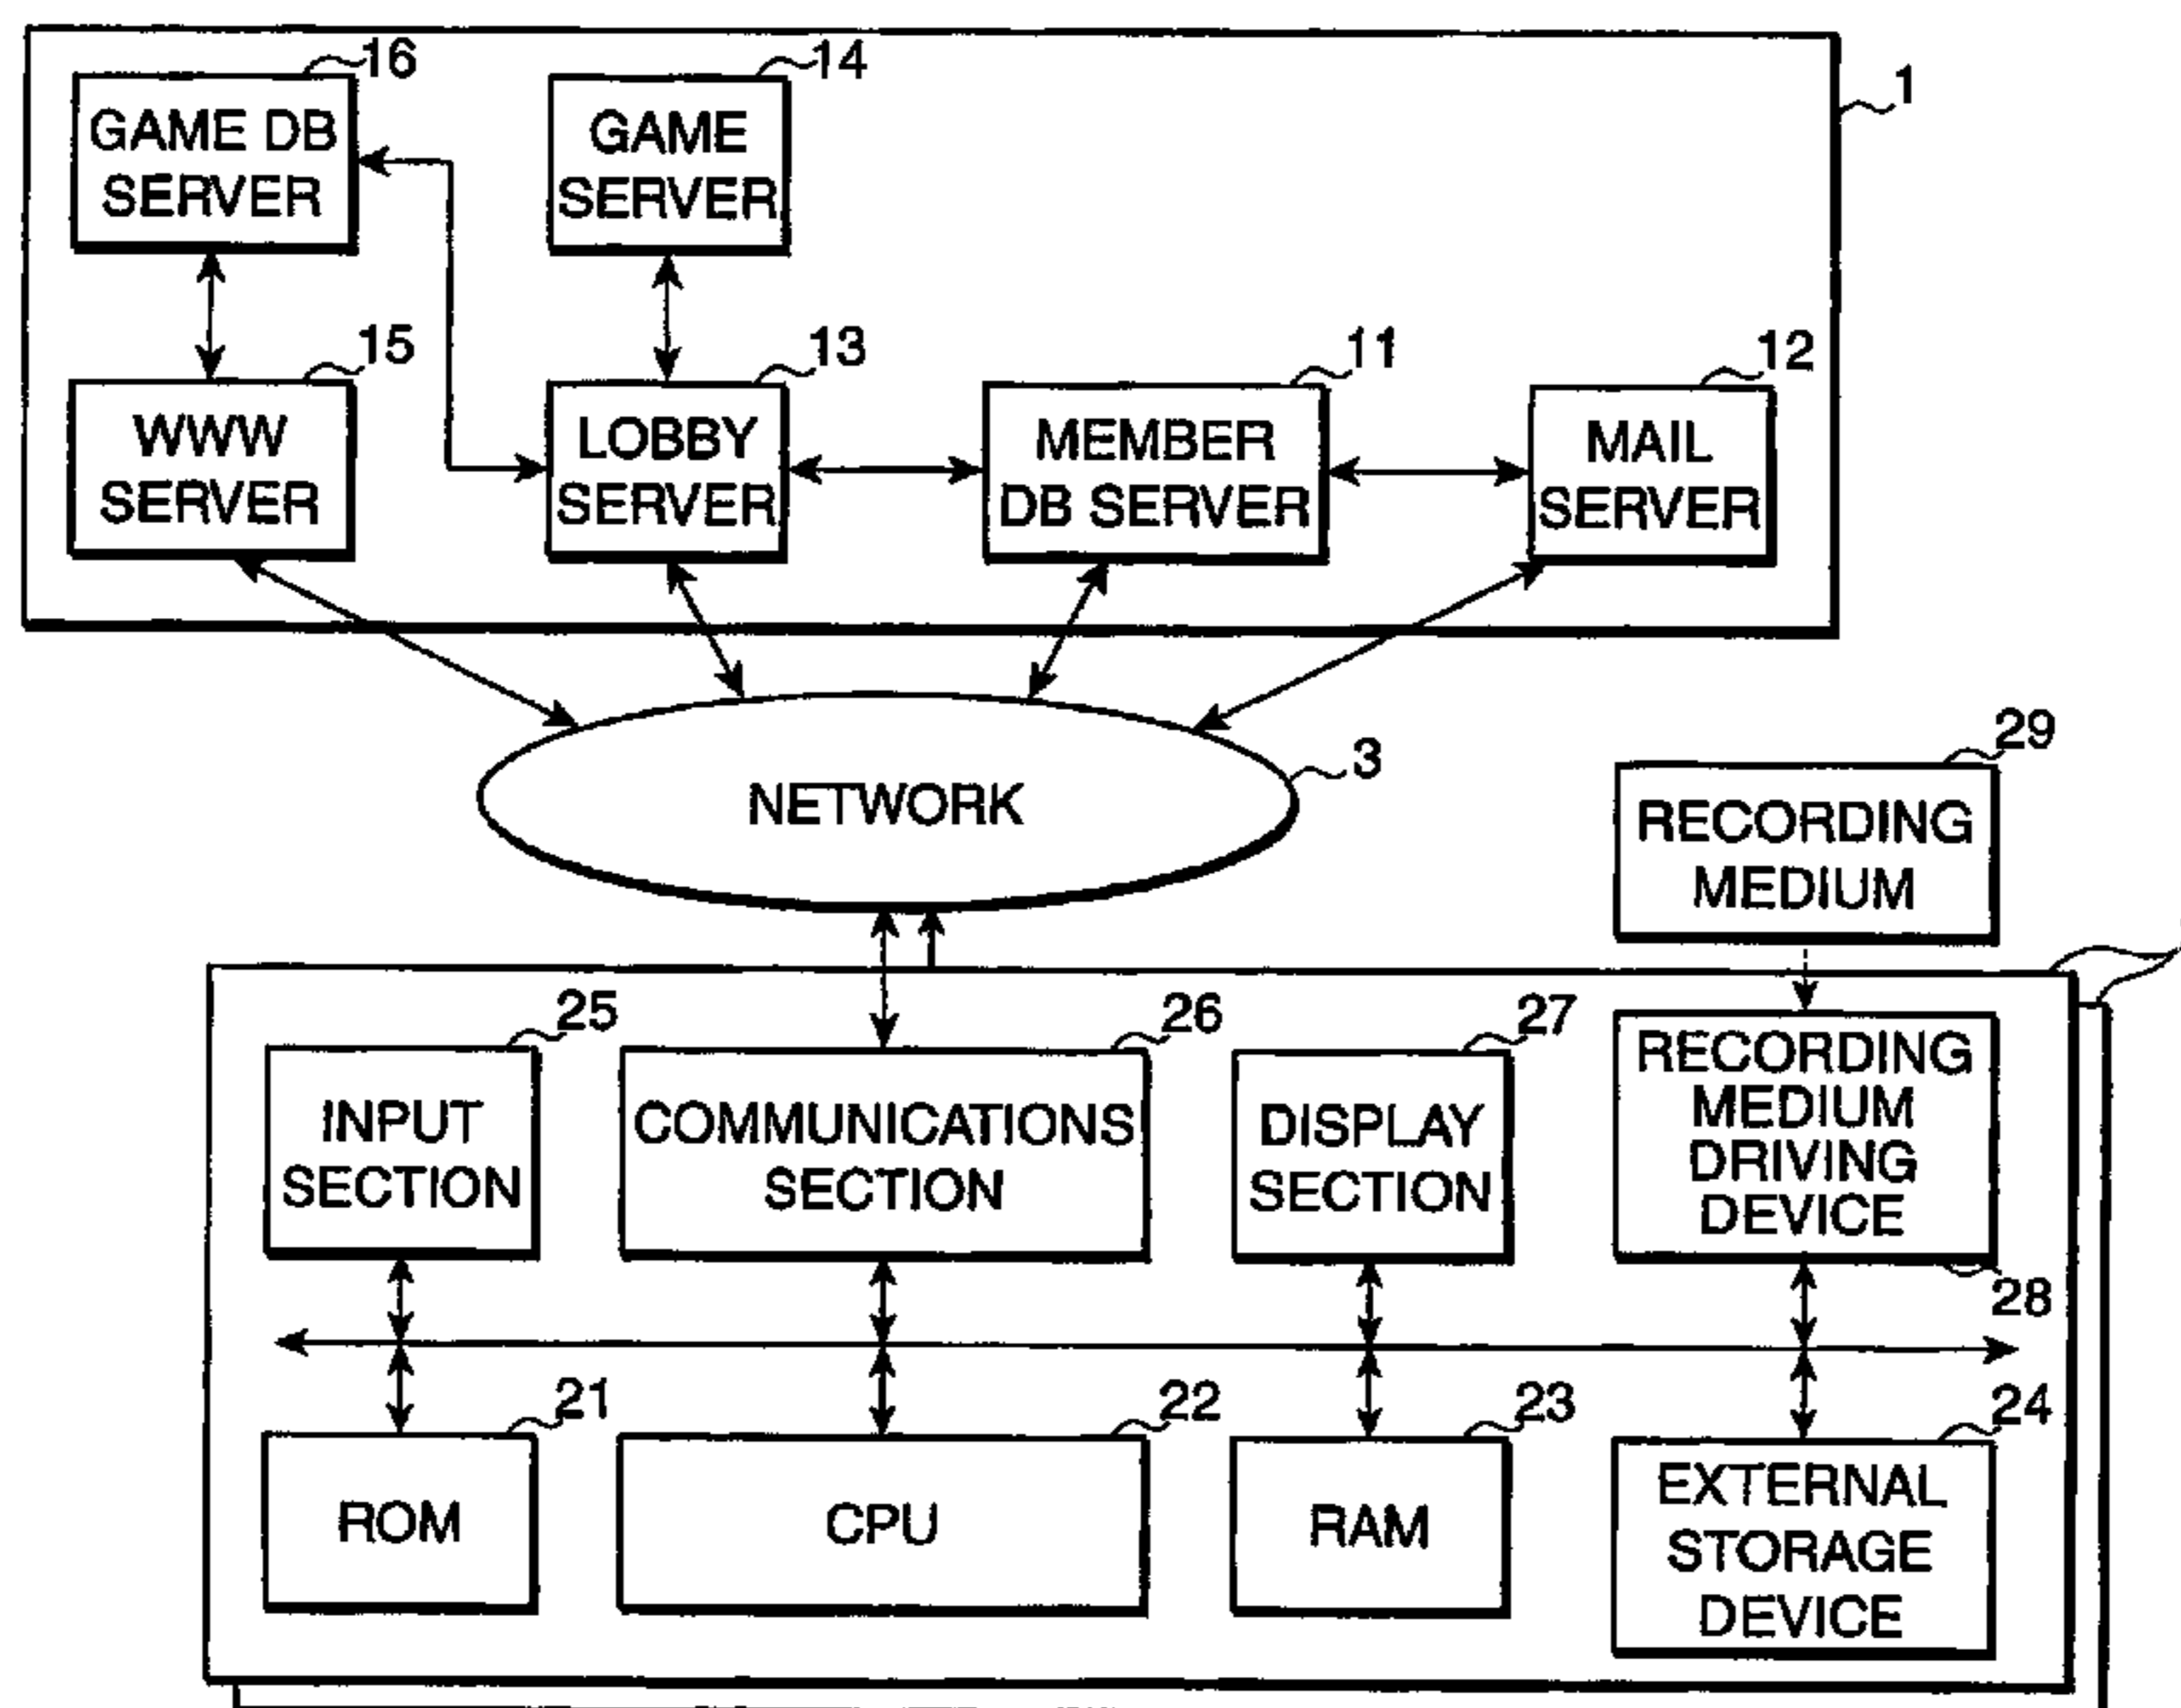 16
14
1
GAME DB
SERVER
GAME
SERVER
15
13
11
12
WWW
SERVER
LOBBY
SERVER
MEMBER
DB SERVER
MAIL
SERVER
NETWORK
3
29
RECORDING
MEDIUM
25
26
27
INPUT
SECTION
COMMUNICATIONS
SECTION
DISPLAY
SECTION
RECORDING
MEDIUM
DRIVING
DEVICE
28
21
22
23
24
ROM
CPU
RAM
EXTERNAL
STORAGE
DEVICE